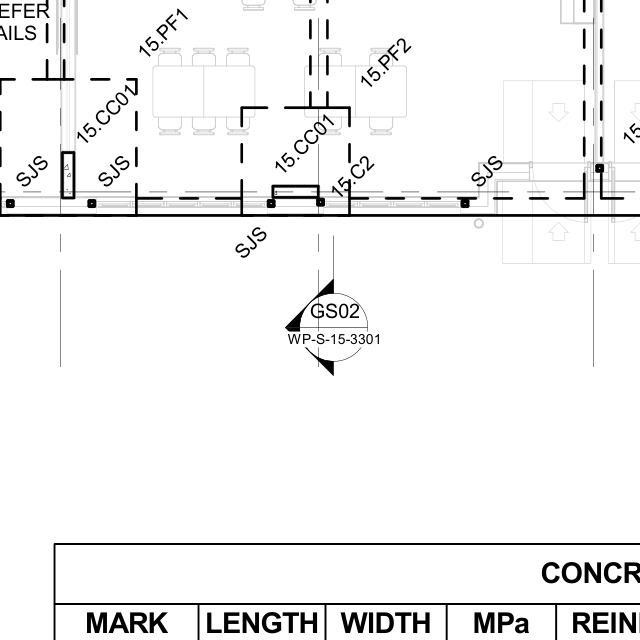 EFER
AILS
15.PF1
15.PF2
15.CC01
15.CC01
15.C2
SJS
SJS
SJS
SJS
15
GS02
WP-S-15-3301
CONCR
MARK LENGTH WIDTH MPa REIN